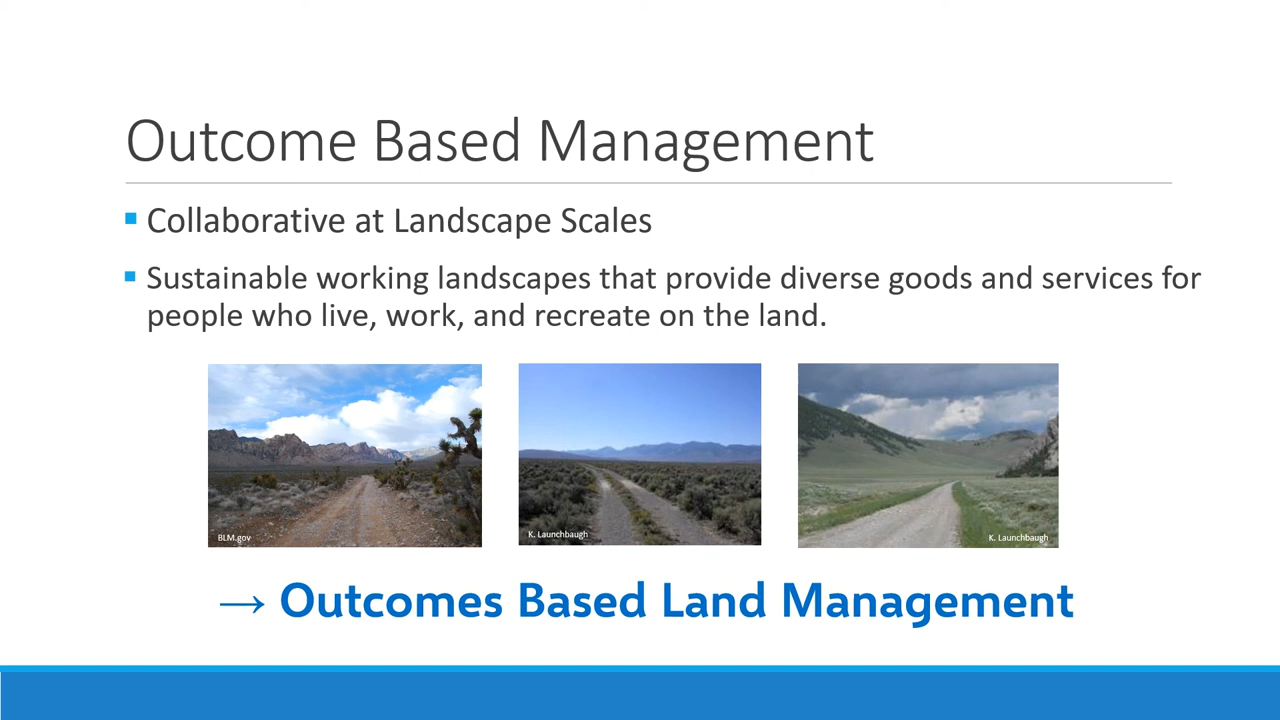 Outcome Based Management
▪ Collaborative at Landscape Scales
▪ Sustainable working landscapes that provide diverse goods and services for
people who live, work, and recreate on the land.
BLM.gov
K. Launchbaugh
K. Launchbaugh
→ Outcomes Based Land Management